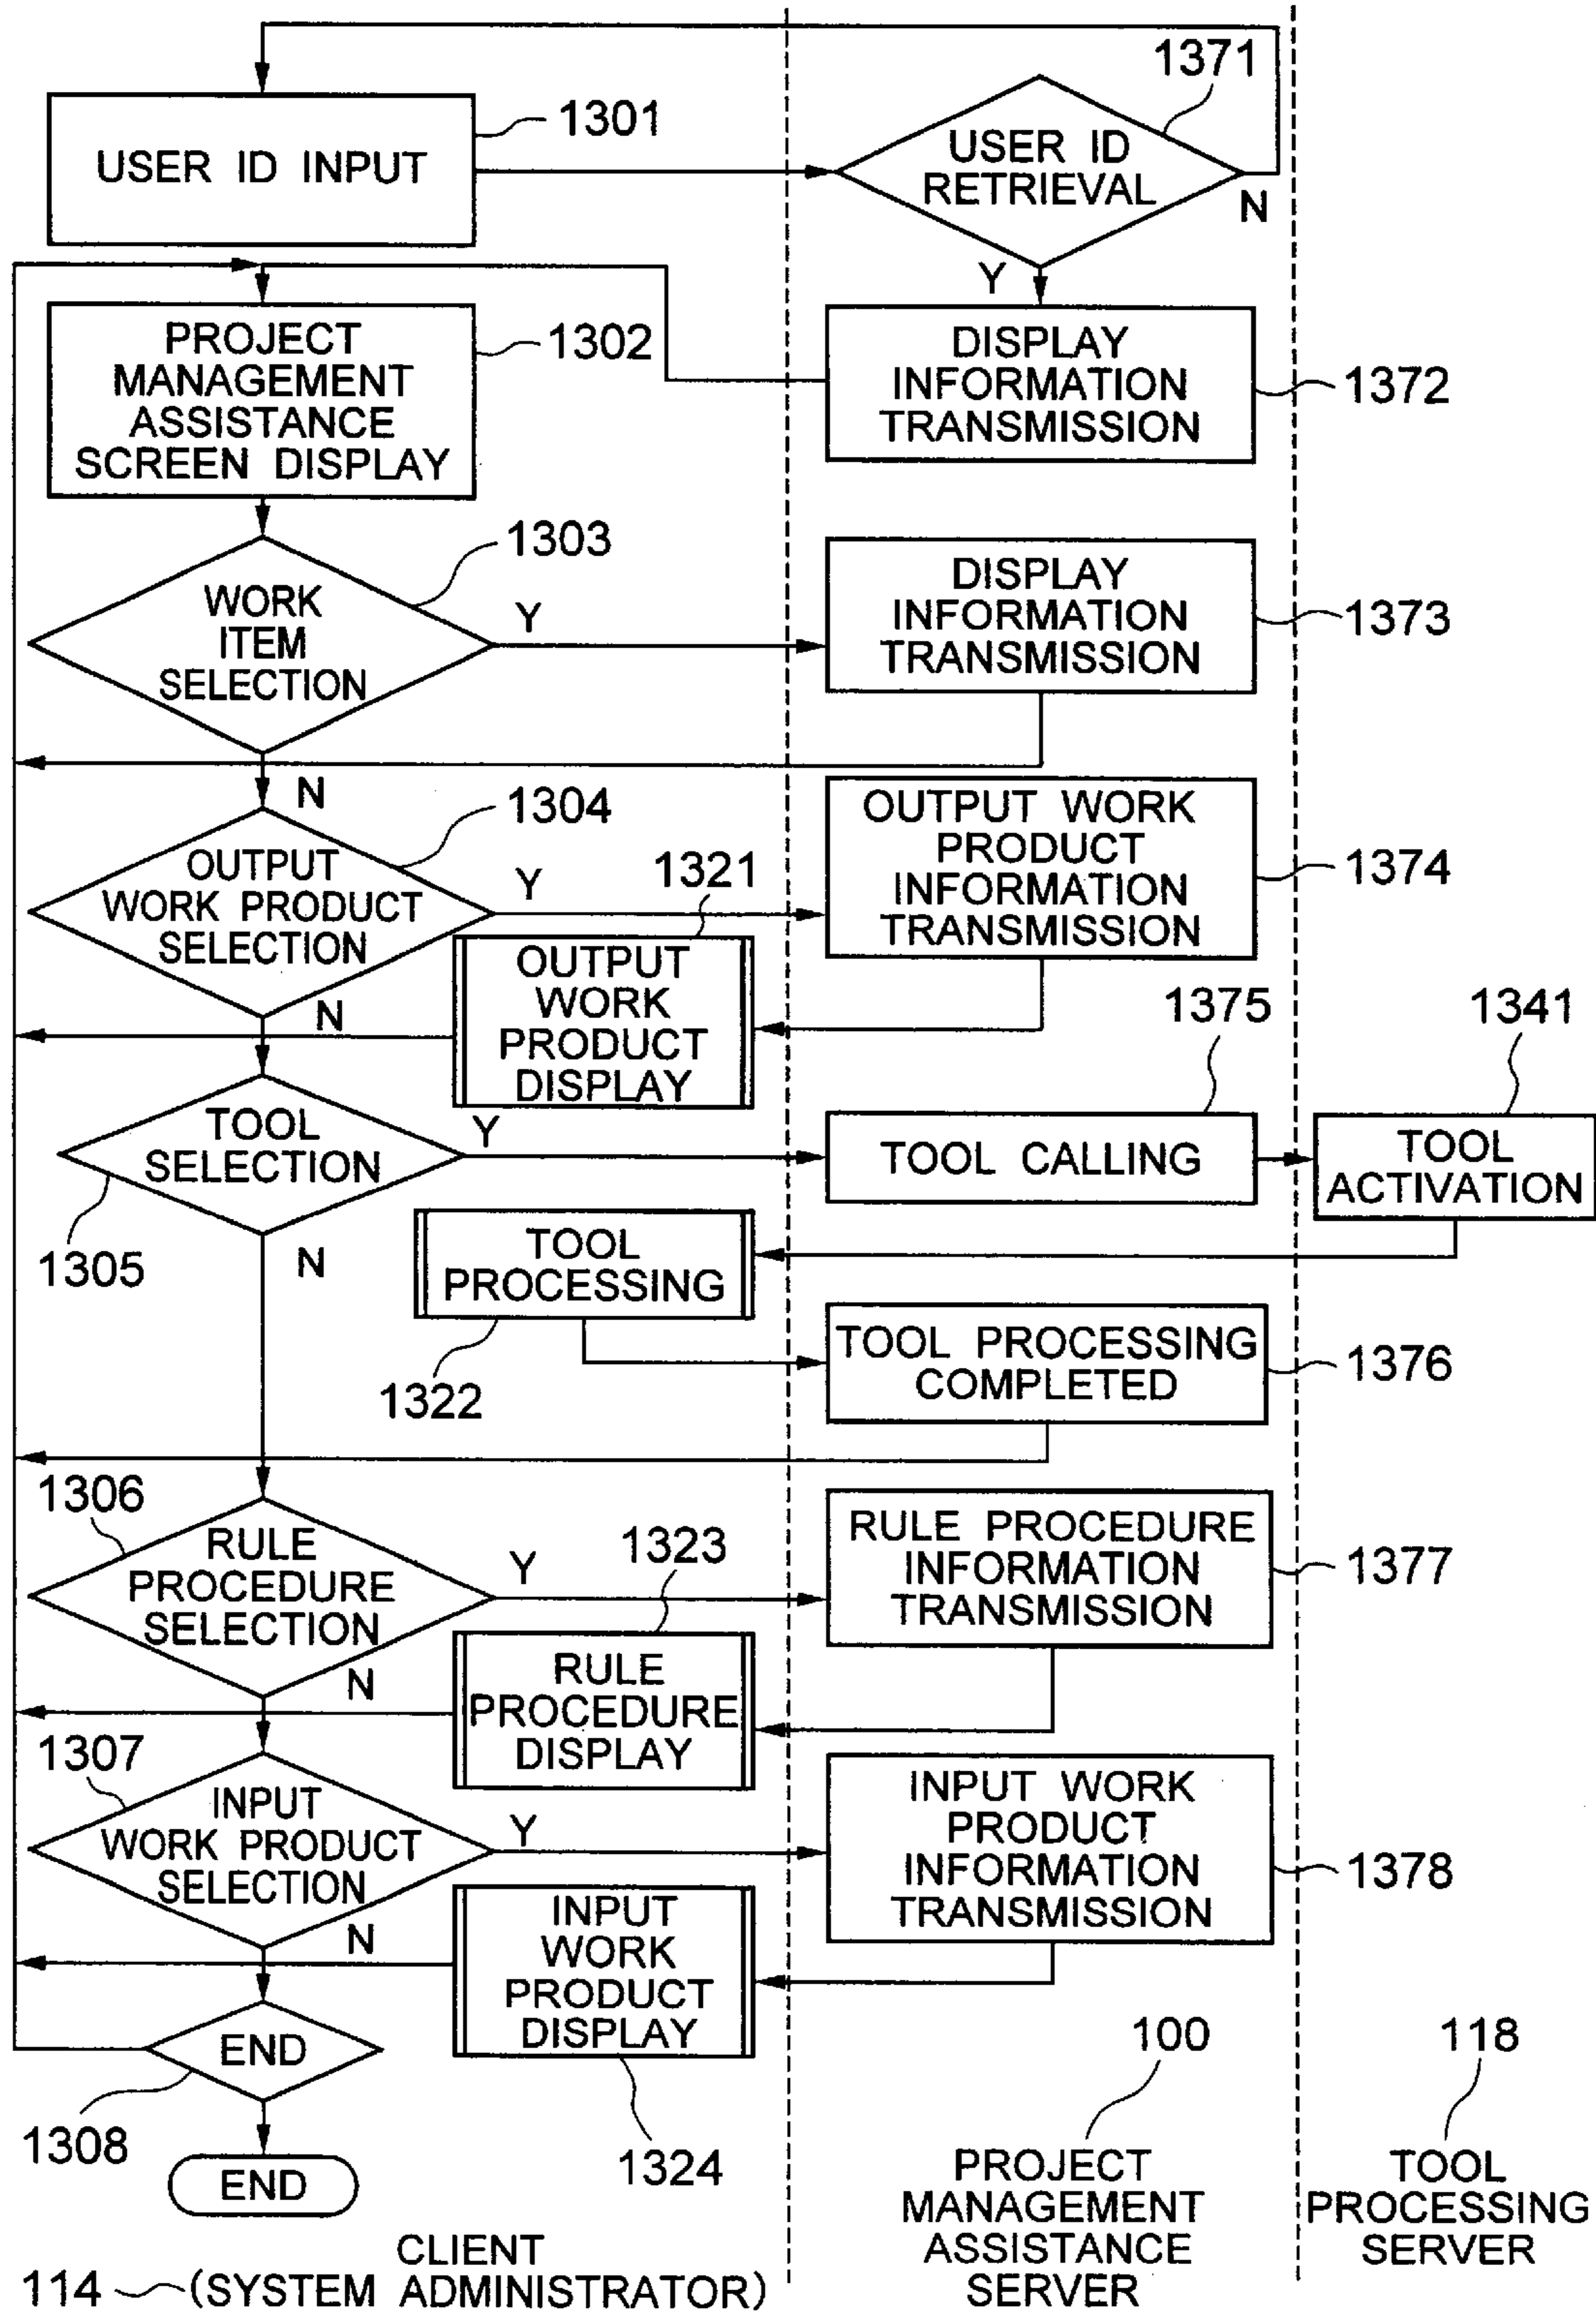 1371
1301
USER ID INPUT
USER ID
RETRIEVAL
N
Y
PROJECT
MANAGEMENT
ASSISTANCE
SCREEN DISPLAY
1302
DISPLAY
INFORMATION
TRANSMISSION
1372
1303
WORK
ITEM
SELECTION
Y
N
DISPLAY
INFORMATION
TRANSMISSION
1373
1304
OUTPUT
WORK PRODUCT
SELECTION
Y
N
1321
OUTPUT
WORK
PRODUCT
DISPLAY
OUTPUT WORK
PRODUCT
INFORMATION
TRANSMISSION
1374
1375
1341
TOOL
SELECTION
Y
1305
N
TOOL CALLING
TOOL
ACTIVATION
TOOL
PROCESSING
1322
TOOL PROCESSING
COMPLETED
1376
1306
RULE
PROCEDURE
SELECTION
Y
N
1323
RULE
PROCEDURE
DISPLAY
RULE PROCEDURE
INFORMATION
TRANSMISSION
1377
1307
INPUT
WORK PRODUCT
SELECTION
Y
N
INPUT
WORK
PRODUCT
DISPLAY
1324
INPUT WORK
PRODUCT
INFORMATION
TRANSMISSION
1378
END
1308
END
CLIENT
114
(SYSTEM ADMINISTRATOR)
100
PROJECT
MANAGEMENT
ASSISTANCE
SERVER
118
TOOL
PROCESSING
SERVER